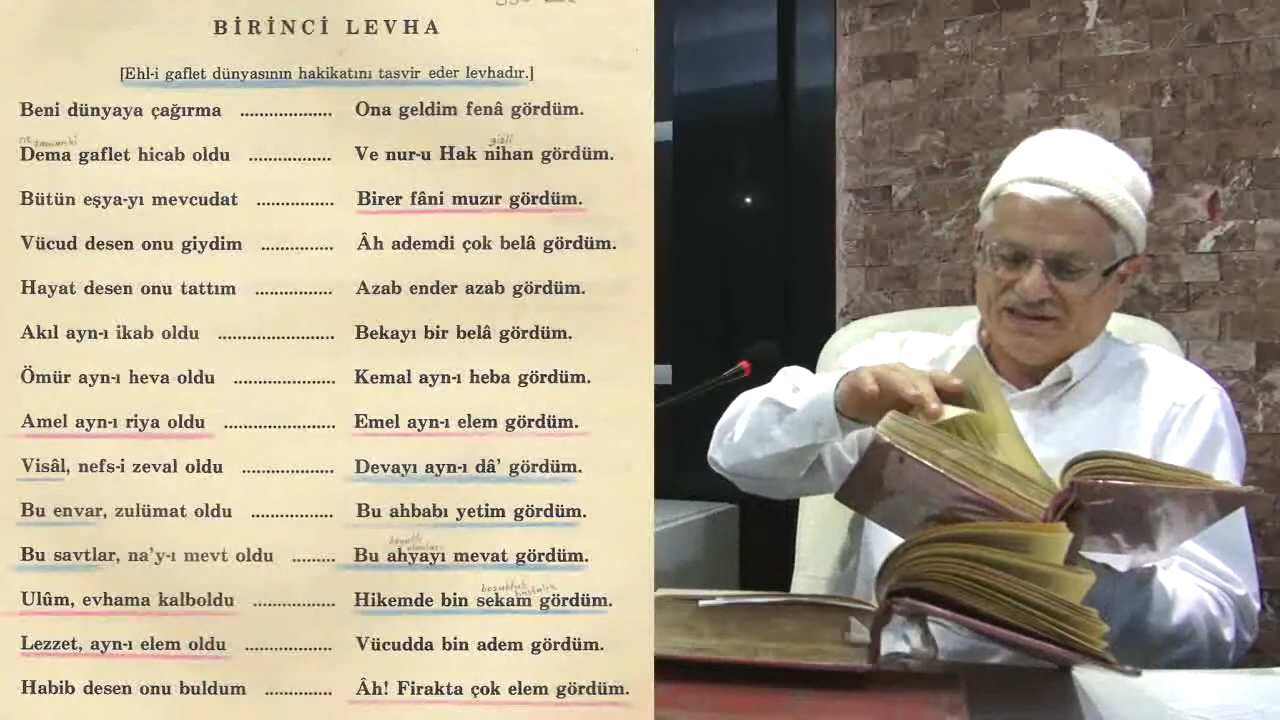 BİRİNCİ LEVHA
[Ehl-i gaflet dünyasının hakikatını tasvir eder levhadır.]
Beni dünyaya çağırma .................. Ona geldim fenâ gördüm.
ne zamanki gizli
Dema gaflet hicab oldu ................ Ve nur-u Hak nihan gördüm.
Bütün eşya-yı mevcudat ............... Birer fâni muzır gördüm.
Vücud desen onu giydim .............. Âh ademdi çok belâ gördüm.
Hayat desen onu tattım ............... Azab ender azab gördüm.
Akıl ayn-ı ikab oldu ....................... Bekayı bir belâ gördüm.
Ömür ayn-ı heva oldu .................... Kemal ayn-ı heba gördüm.
Amel ayn-ı riya oldu ...................... Emel ayn-ı elem gördüm.
Visâl, nefs-i zeval oldu .................. Devayı ayn-ı dâ' gördüm.
Bu envar, zulümat oldu ................ Bu ahbabı yetim gördüm.
Bu savtlar, na'y-ı mevt oldu ......... Bu ahyayı mevat gördüm.
Ulûm, evhama kalboldu ................ Hikemde bin sekam gördüm.
Lezzet, ayn-ı elem oldu ................. Vücudda bin adem gördüm.
Habib desen onu buldum ............. Âh! Firakta çok elem gördüm.